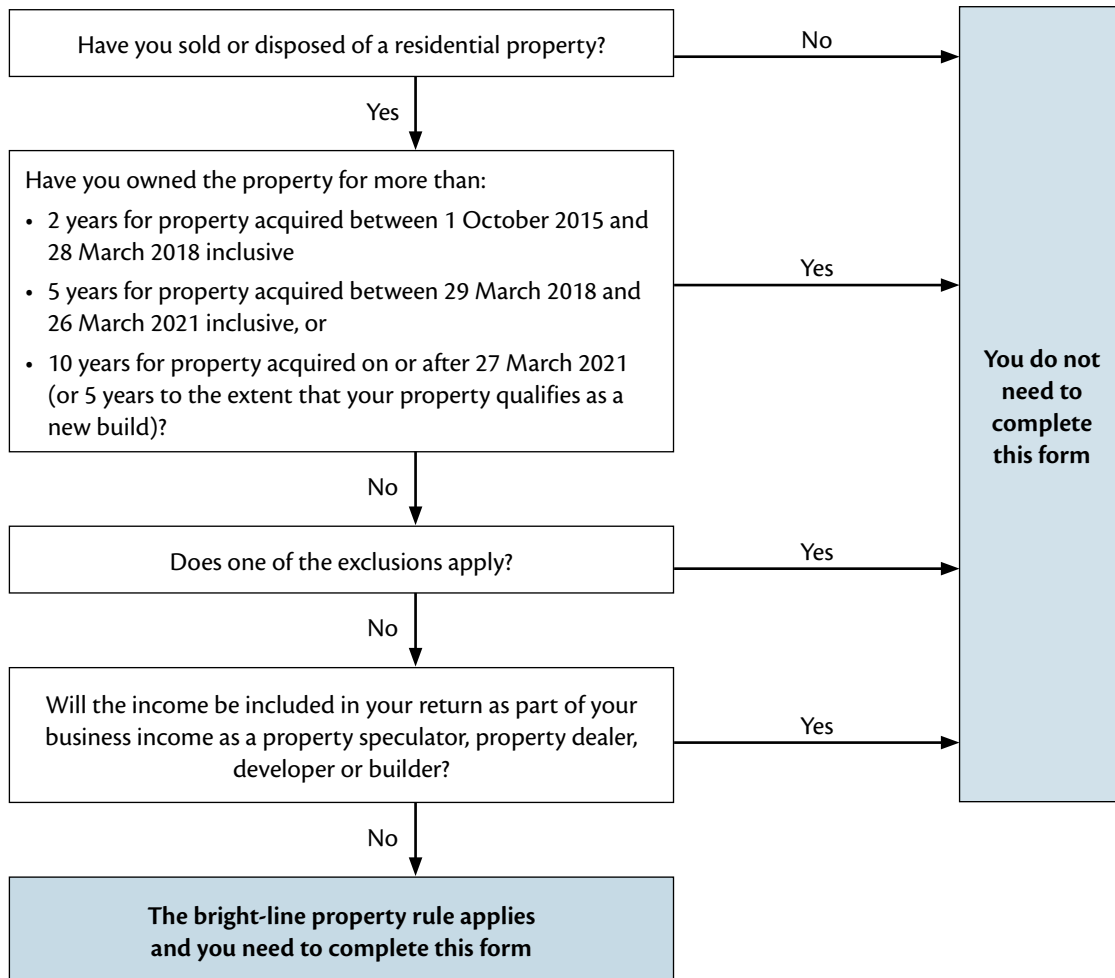 Have you sold or disposed of a residential property?
No
Yes
Have you owned the property for more than:
• 2 years for property acquired between 1 October 2015 and
28 March 2018 inclusive
• 5 years for property acquired between 29 March 2018 and
26 March 2021 inclusive, or
• 10 years for property acquired on or after 27 March 2021
(or 5 years to the extent that your property qualifies as a
new build)?
Yes
No
You do not
need to
complete
this form
Does one of the exclusions apply?
Yes
No
Will the income be included in your return as part of your
business income as a property speculator, property dealer,
developer or builder?
Yes
No
The bright-line property rule applies
and you need to complete this form